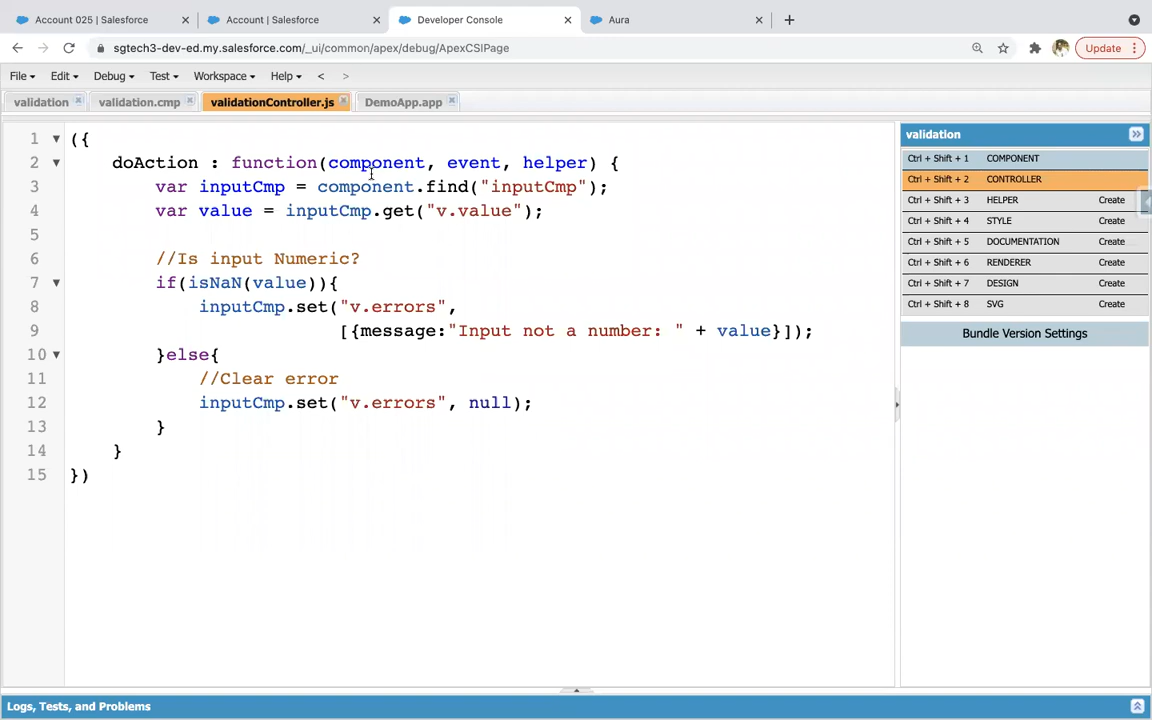 Account 025 | Salesforce × Account | Salesforce × Developer Console × Aura × +
sgtech3-dev-ed.my.salesforce.com/_ui/common/apex/debug/ApexCSIPage Update
File Edit Debug Test Workspace Help < >
validation validation.cmp validationController.js DemoApp.app
1 ({
2 doAction : function(component, event, helper) {
3 var inputCmp = component.find("inputCmp");
4 var value = inputCmp.get("v.value");
5
6 //Is input Numeric?
7 if(isNaN(value)){
8 inputCmp.set("v.errors",
9 [{message:"Input not a number: " + value}]);
10 }else{
11 //Clear error
12 inputCmp.set("v.errors", null);
13 }
14 }
15 })
validation
Ctrl + Shift + 1 COMPONENT
Ctrl + Shift + 2 CONTROLLER
Ctrl + Shift + 3 HELPER Create
Ctrl + Shift + 4 STYLE Create
Ctrl + Shift + 5 DOCUMENTATION Create
Ctrl + Shift + 6 RENDERER Create
Ctrl + Shift + 7 DESIGN Create
Ctrl + Shift + 8 SVG Create
Bundle Version Settings
Logs, Tests, and Problems